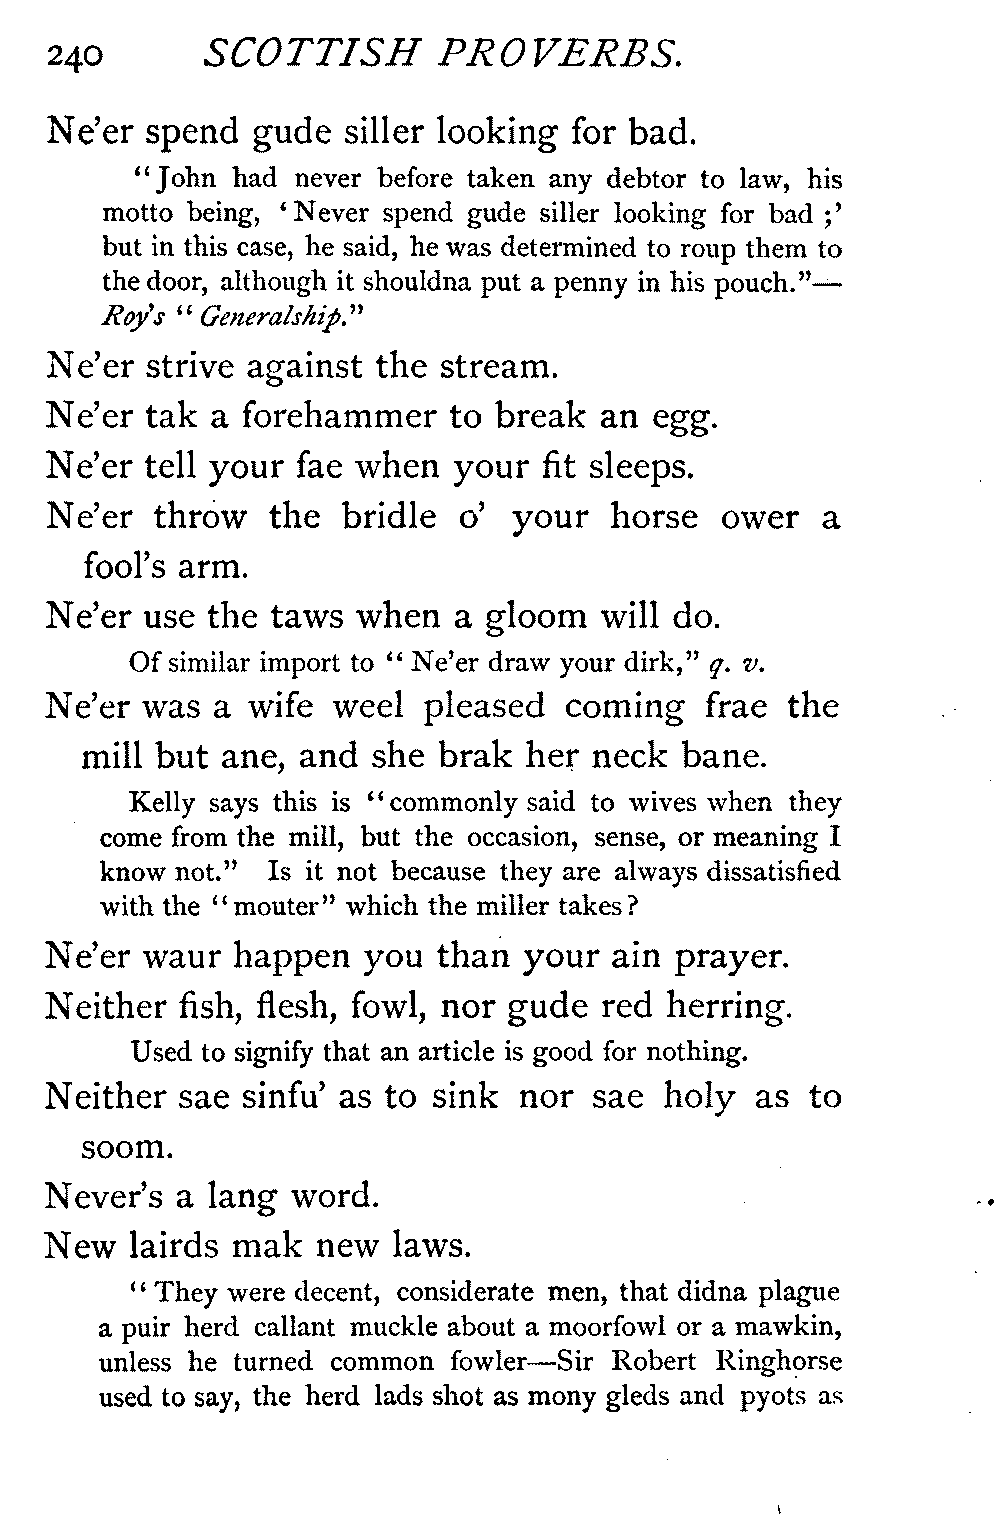 240 SCOTTISH PROVERBS.
Ne'er spend gude siller looking for bad.
"John had never before taken any debtor to law, his
motto being, 'Never spend gude siller looking for bad;'
but in this case, he said, he was determined to roup them to
the door, although it shouldna put a penny in his pouch."—
Roy's "Generalship."
Ne'er strive against the stream.
Ne'er tak a forehammer to break an egg.
Ne'er tell your fae when your fit sleeps.
Ne'er throw the bridle o' your horse ower a
fool's arm.
Ne'er use the taws when a gloom will do.
Of similar import to "Ne'er draw your dirk," q. v.
Ne'er was a wife weel pleased coming frae the
mill but ane, and she brak her neck bane.
Kelly says this is "commonly said to wives when they
come from the mill, but the occasion, sense, or meaning I
know not." Is it not because they are always dissatisfied
with the "mouter" which the miller takes?
Ne'er waur happen you than your ain prayer.
Neither fish, flesh, fowl, nor gude red herring.
Used to signify that an article is good for nothing.
Neither sae sinfu' as to sink nor sae holy as to
soom.
Never's a lang word.
New lairds mak new laws.
"They were decent, considerate men, that didna plague
a puir herd callant muckle about a moorfowl or a mawkin,
unless he turned common fowler—Sir Robert Ringhorse
used to say, the herd lads shot as mony gleds and pyots as